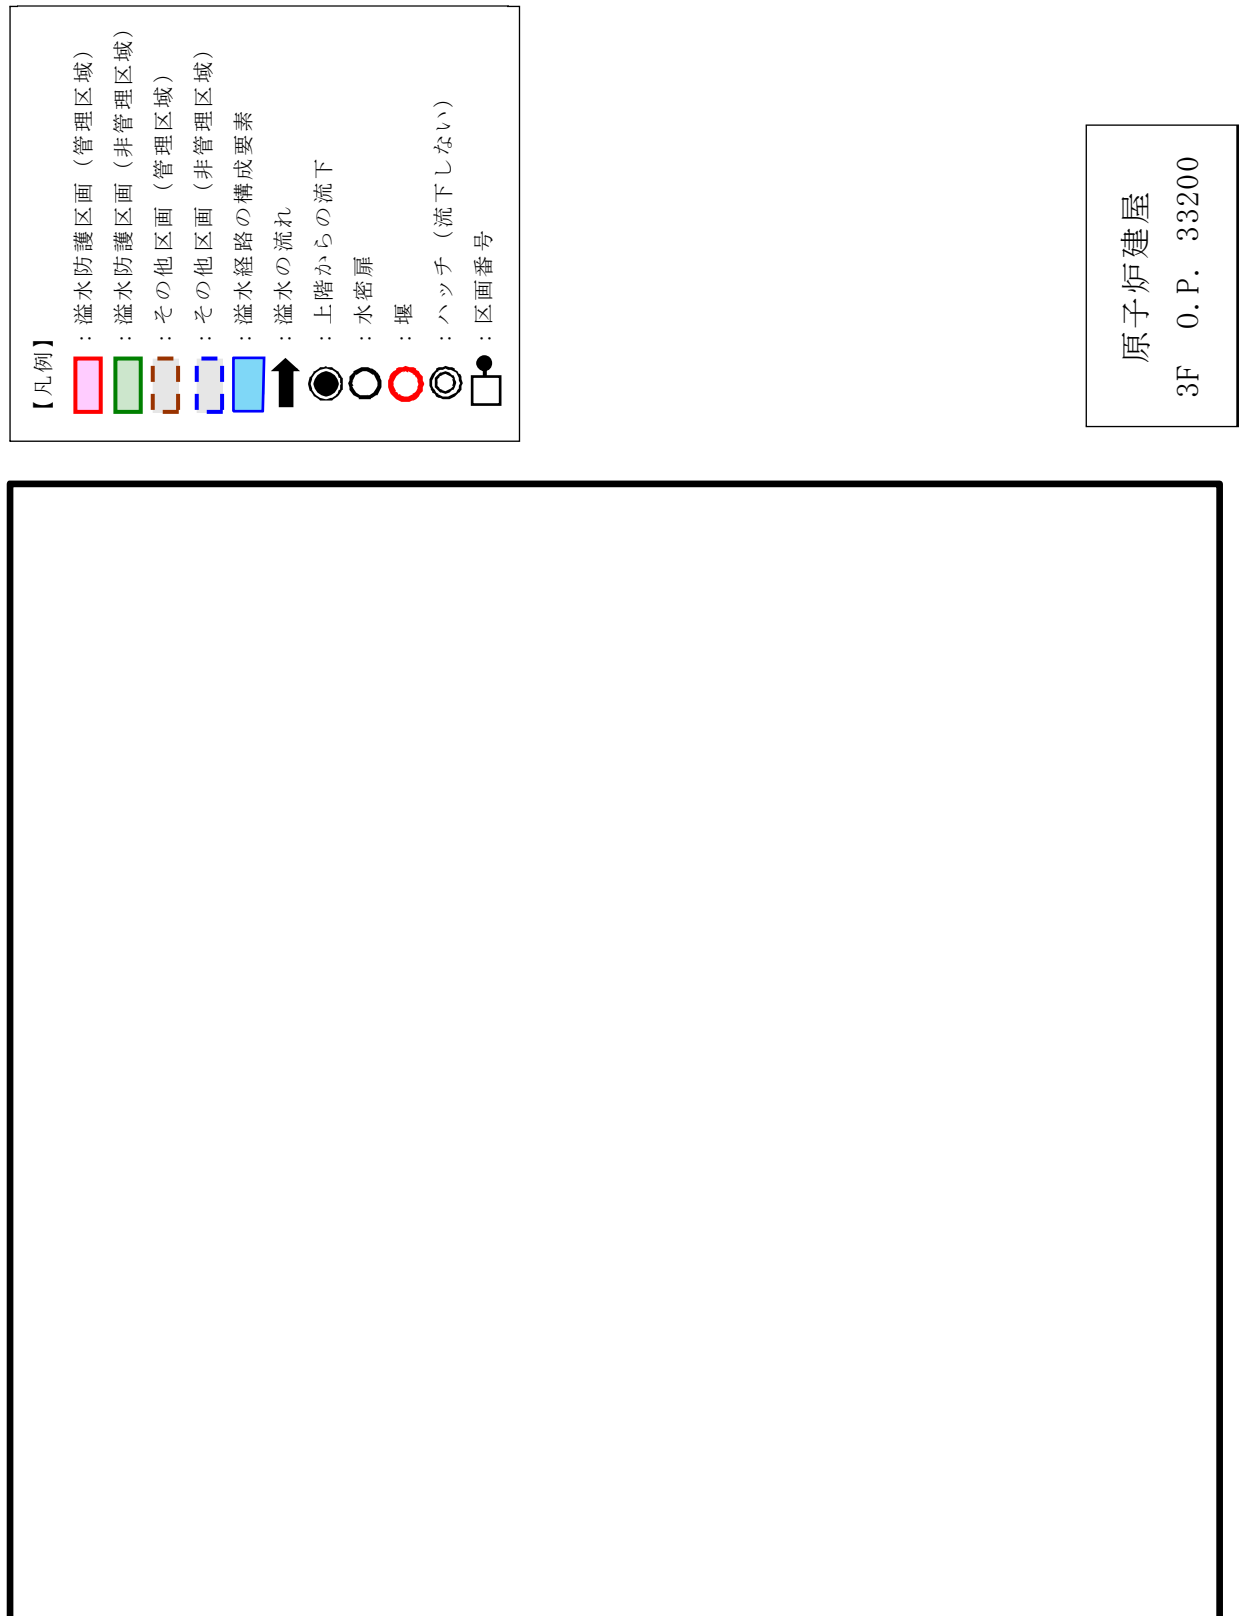 【凡例】
：溢水防護区画（管理区域）
：溢水防護区画（非管理区域）
：その他区画（管理区域）
：その他区画（非管理区域）
：溢水経路の構成要素
：溢水の流れ
：上階からの流下
：水密扉
：堰
：ハッチ（流下しない）
：区画番号
原子炉建屋
3F O.P. 33200